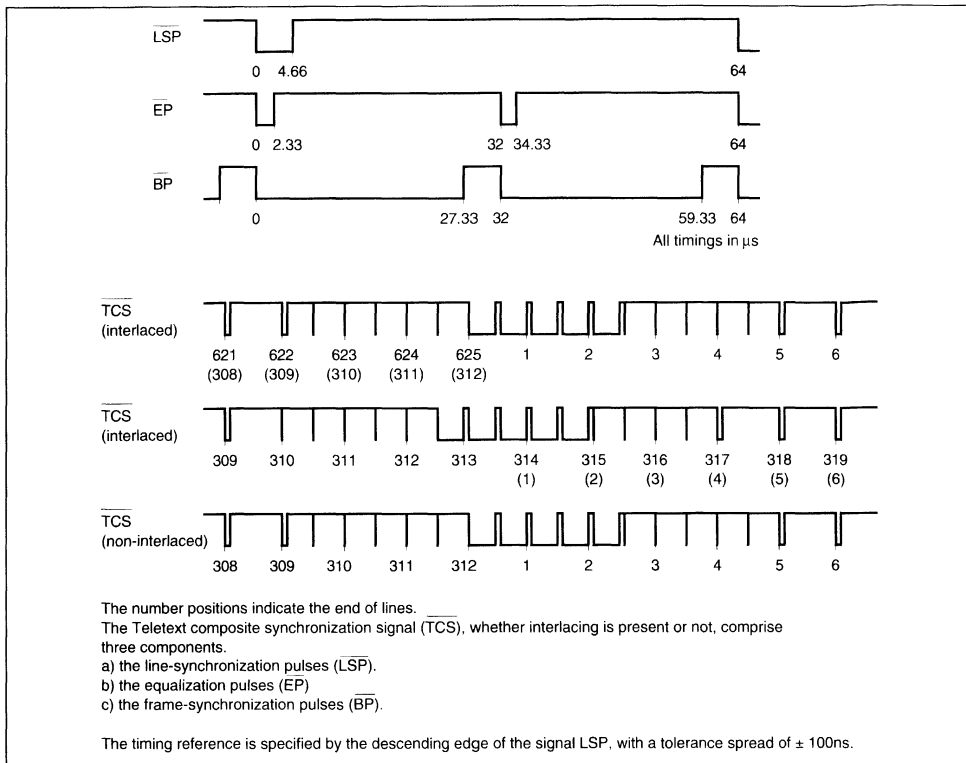 LSP
0 4.66 64
EP
0 2.33 32 34.33 64
BP
0 27.33 32 59.33 64
All timings in µs
TCS
(interlaced)
621 622 623 624 625 1 2 3 4 5 6
(308) (309) (310) (311) (312)
TCS
(interlaced)
309 310 311 312 313 314 315 316 317 318 319
(1) (2) (3) (4) (5) (6)
TCS
(non-interlaced)
308 309 310 311 312 1 2 3 4 5 6
The number positions indicate the end of lines.
The Teletext composite synchronization signal (TCS), whether interlacing is present or not, comprise
three components.
a) the line-synchronization pulses (LSP).
b) the equalization pulses (EP)
c) the frame-synchronization pulses (BP).
The timing reference is specified by the descending edge of the signal LSP, with a tolerance spread of ± 100ns.